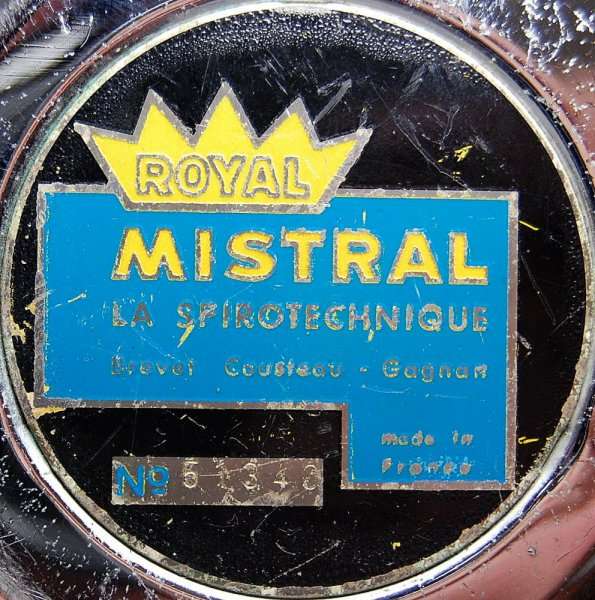 ROYAL
MISTRAL
LA SPIROTECHNIQUE
Brevet Cousteau - Gagnan
made in
France
No